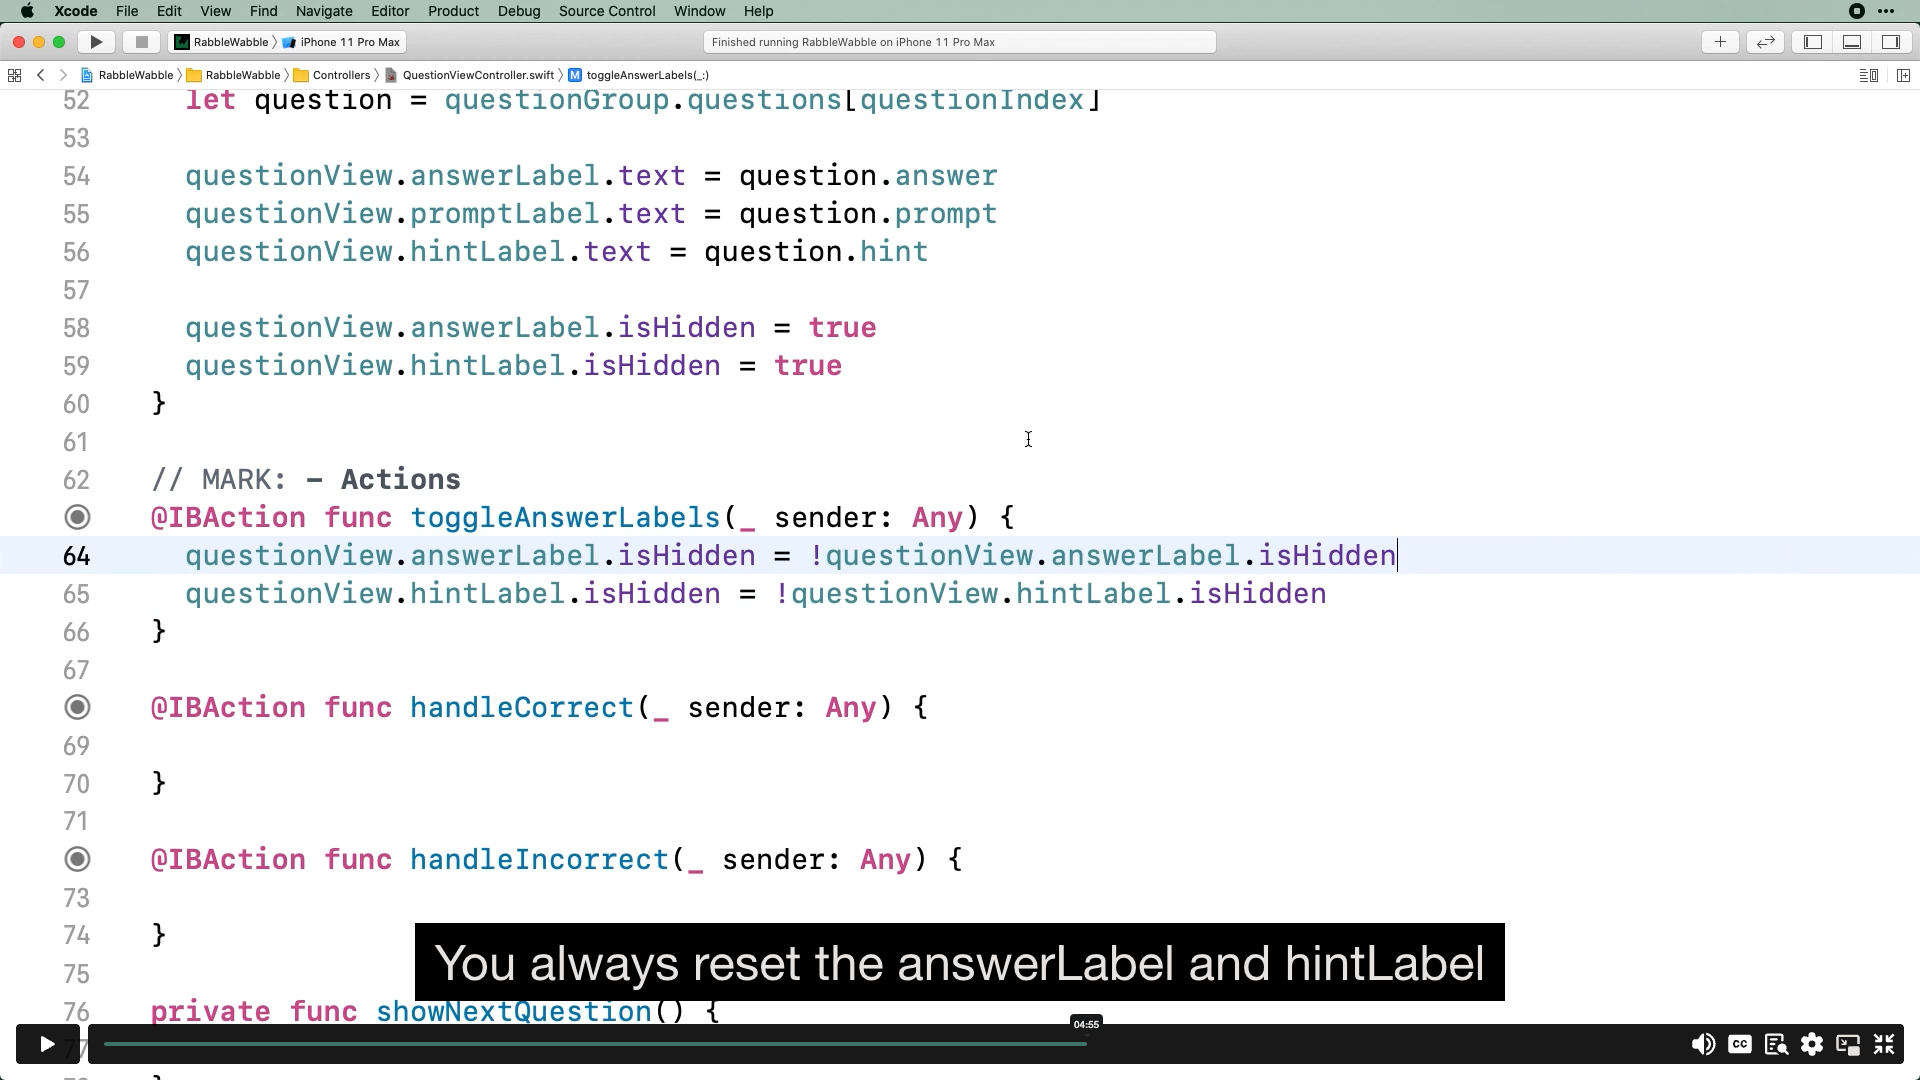 Xcode File Edit View Find Navigate Editor Product Debug Source Control Window Help
RabbleWabble iPhone 11 Pro Max
Finished running RabbleWabble on iPhone 11 Pro Max
RabbleWabble RabbleWabble Controllers QuestionViewController.swift M toggleAnswerLabels(_:)
52 let question = questionGroup.questions[questionIndex]
53
54 questionView.answerLabel.text = question.answer
55 questionView.promptLabel.text = question.prompt
56 questionView.hintLabel.text = question.hint
57
58 questionView.answerLabel.isHidden = true
59 questionView.hintLabel.isHidden = true
60 }
61
62 // MARK: - Actions
@IBAction func toggleAnswerLabels(_ sender: Any) {
64 questionView.answerLabel.isHidden = !questionView.answerLabel.isHidden
65 questionView.hintLabel.isHidden = !questionView.hintLabel.isHidden
66 }
67
@IBAction func handleCorrect(_ sender: Any) {
69
70 }
71
@IBAction func handleIncorrect(_ sender: Any) {
73
74 }
You always reset the answerLabel and hintLabel
75
76 private func showNextQuestion() {
04:55
77
CC